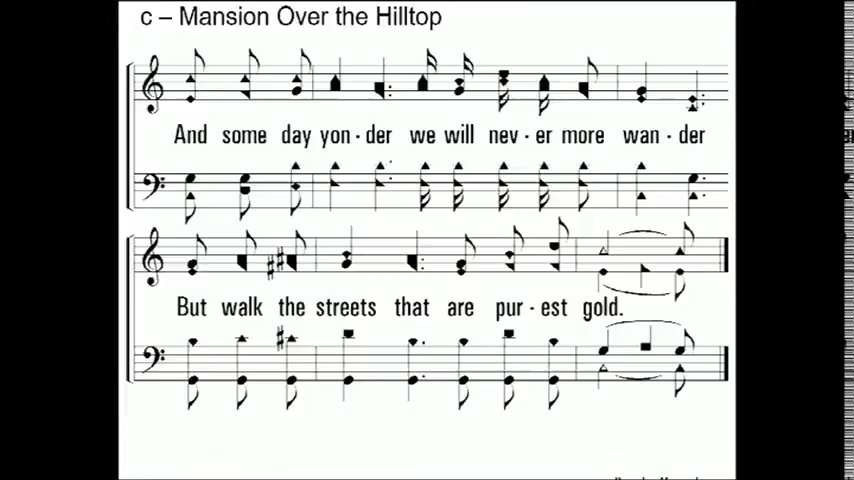 c – Mansion Over the Hilltop
And some day yon · der we will nev · er more wan · der
But walk the streets that are pur · est gold.